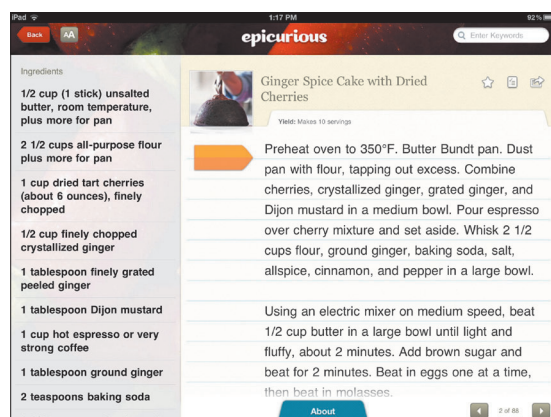 iPad
1:17 PM
92%
Back
AA
epicurious
Enter Keywords
Ingredients
1/2 cup (1 stick) unsalted
butter, room temperature,
plus more for pan
2 1/2 cups all-purpose flour
plus more for pan
1 cup dried tart cherries
(about 6 ounces), finely
chopped
1/2 cup finely chopped
crystallized ginger
1 tablespoon finely grated
peeled ginger
1 tablespoon Dijon mustard
1 cup hot espresso or very
strong coffee
1 tablespoon ground ginger
2 teaspoons baking soda
Ginger Spice Cake with Dried
Cherries
Yield: Makes 10 servings
Preheat oven to 350°F. Butter Bundt pan. Dust
pan with flour, tapping out excess. Combine
cherries, crystallized ginger, grated ginger, and
Dijon mustard in a medium bowl. Pour espresso
over cherry mixture and set aside. Whisk 2 1/2
cups flour, ground ginger, baking soda, salt,
allspice, cinnamon, and pepper in a large bowl.
Using an electric mixer on medium speed, beat
1/2 cup butter in a large bowl until light and
fluffy, about 2 minutes. Add brown sugar and
beat for 2 minutes. Beat in eggs one at a time,
then beat in molasses.
About
2 of 68